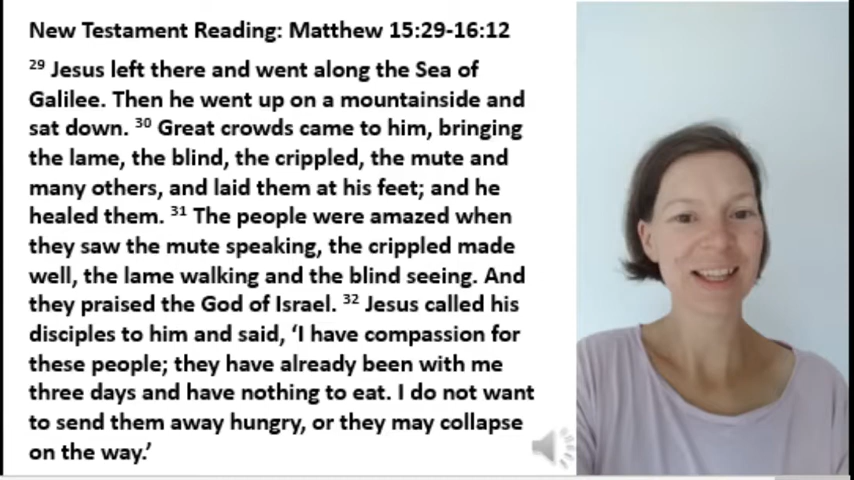 New Testament Reading: Matthew 15:29-16:12
²⁹ Jesus left there and went along the Sea of
Galilee. Then he went up on a mountainside and
sat down. ³⁰ Great crowds came to him, bringing
the lame, the blind, the crippled, the mute and
many others, and laid them at his feet; and he
healed them. ³¹ The people were amazed when
they saw the mute speaking, the crippled made
well, the lame walking and the blind seeing. And
they praised the God of Israel. ³² Jesus called his
disciples to him and said, ‘I have compassion for
these people; they have already been with me
three days and have nothing to eat. I do not want
to send them away hungry, or they may collapse
on the way.’